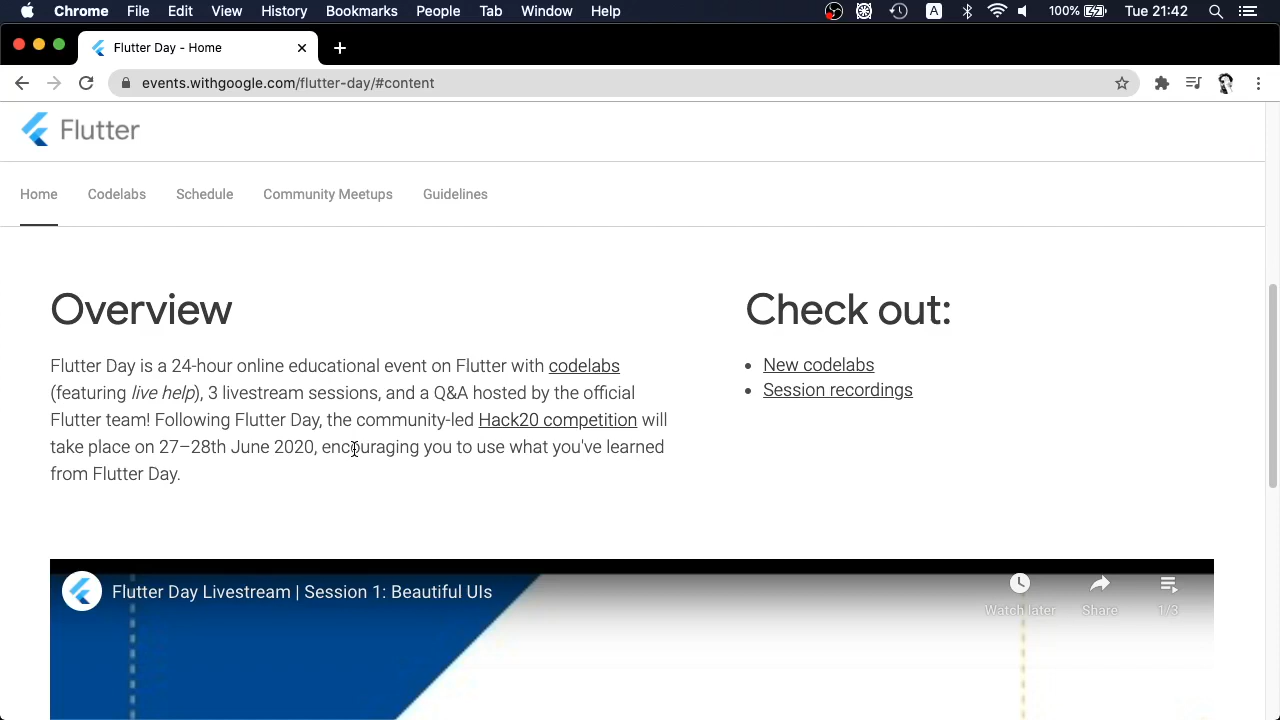 Chrome File Edit View History Bookmarks People Tab Window Help A 100% Tue 21:42
Flutter Day - Home
events.withgoogle.com/flutter-day/#content
Flutter
Home Codelabs Schedule Community Meetups Guidelines
Overview
Flutter Day is a 24-hour online educational event on Flutter with codelabs
(featuring live help), 3 livestream sessions, and a Q&A hosted by the official
Flutter team! Following Flutter Day, the community-led Hack20 competition will
take place on 27–28th June 2020, encouraging you to use what you've learned
from Flutter Day.
Check out:
• New codelabs
• Session recordings
Flutter Day Livestream | Session 1: Beautiful UIs
Watch later Share 1/3